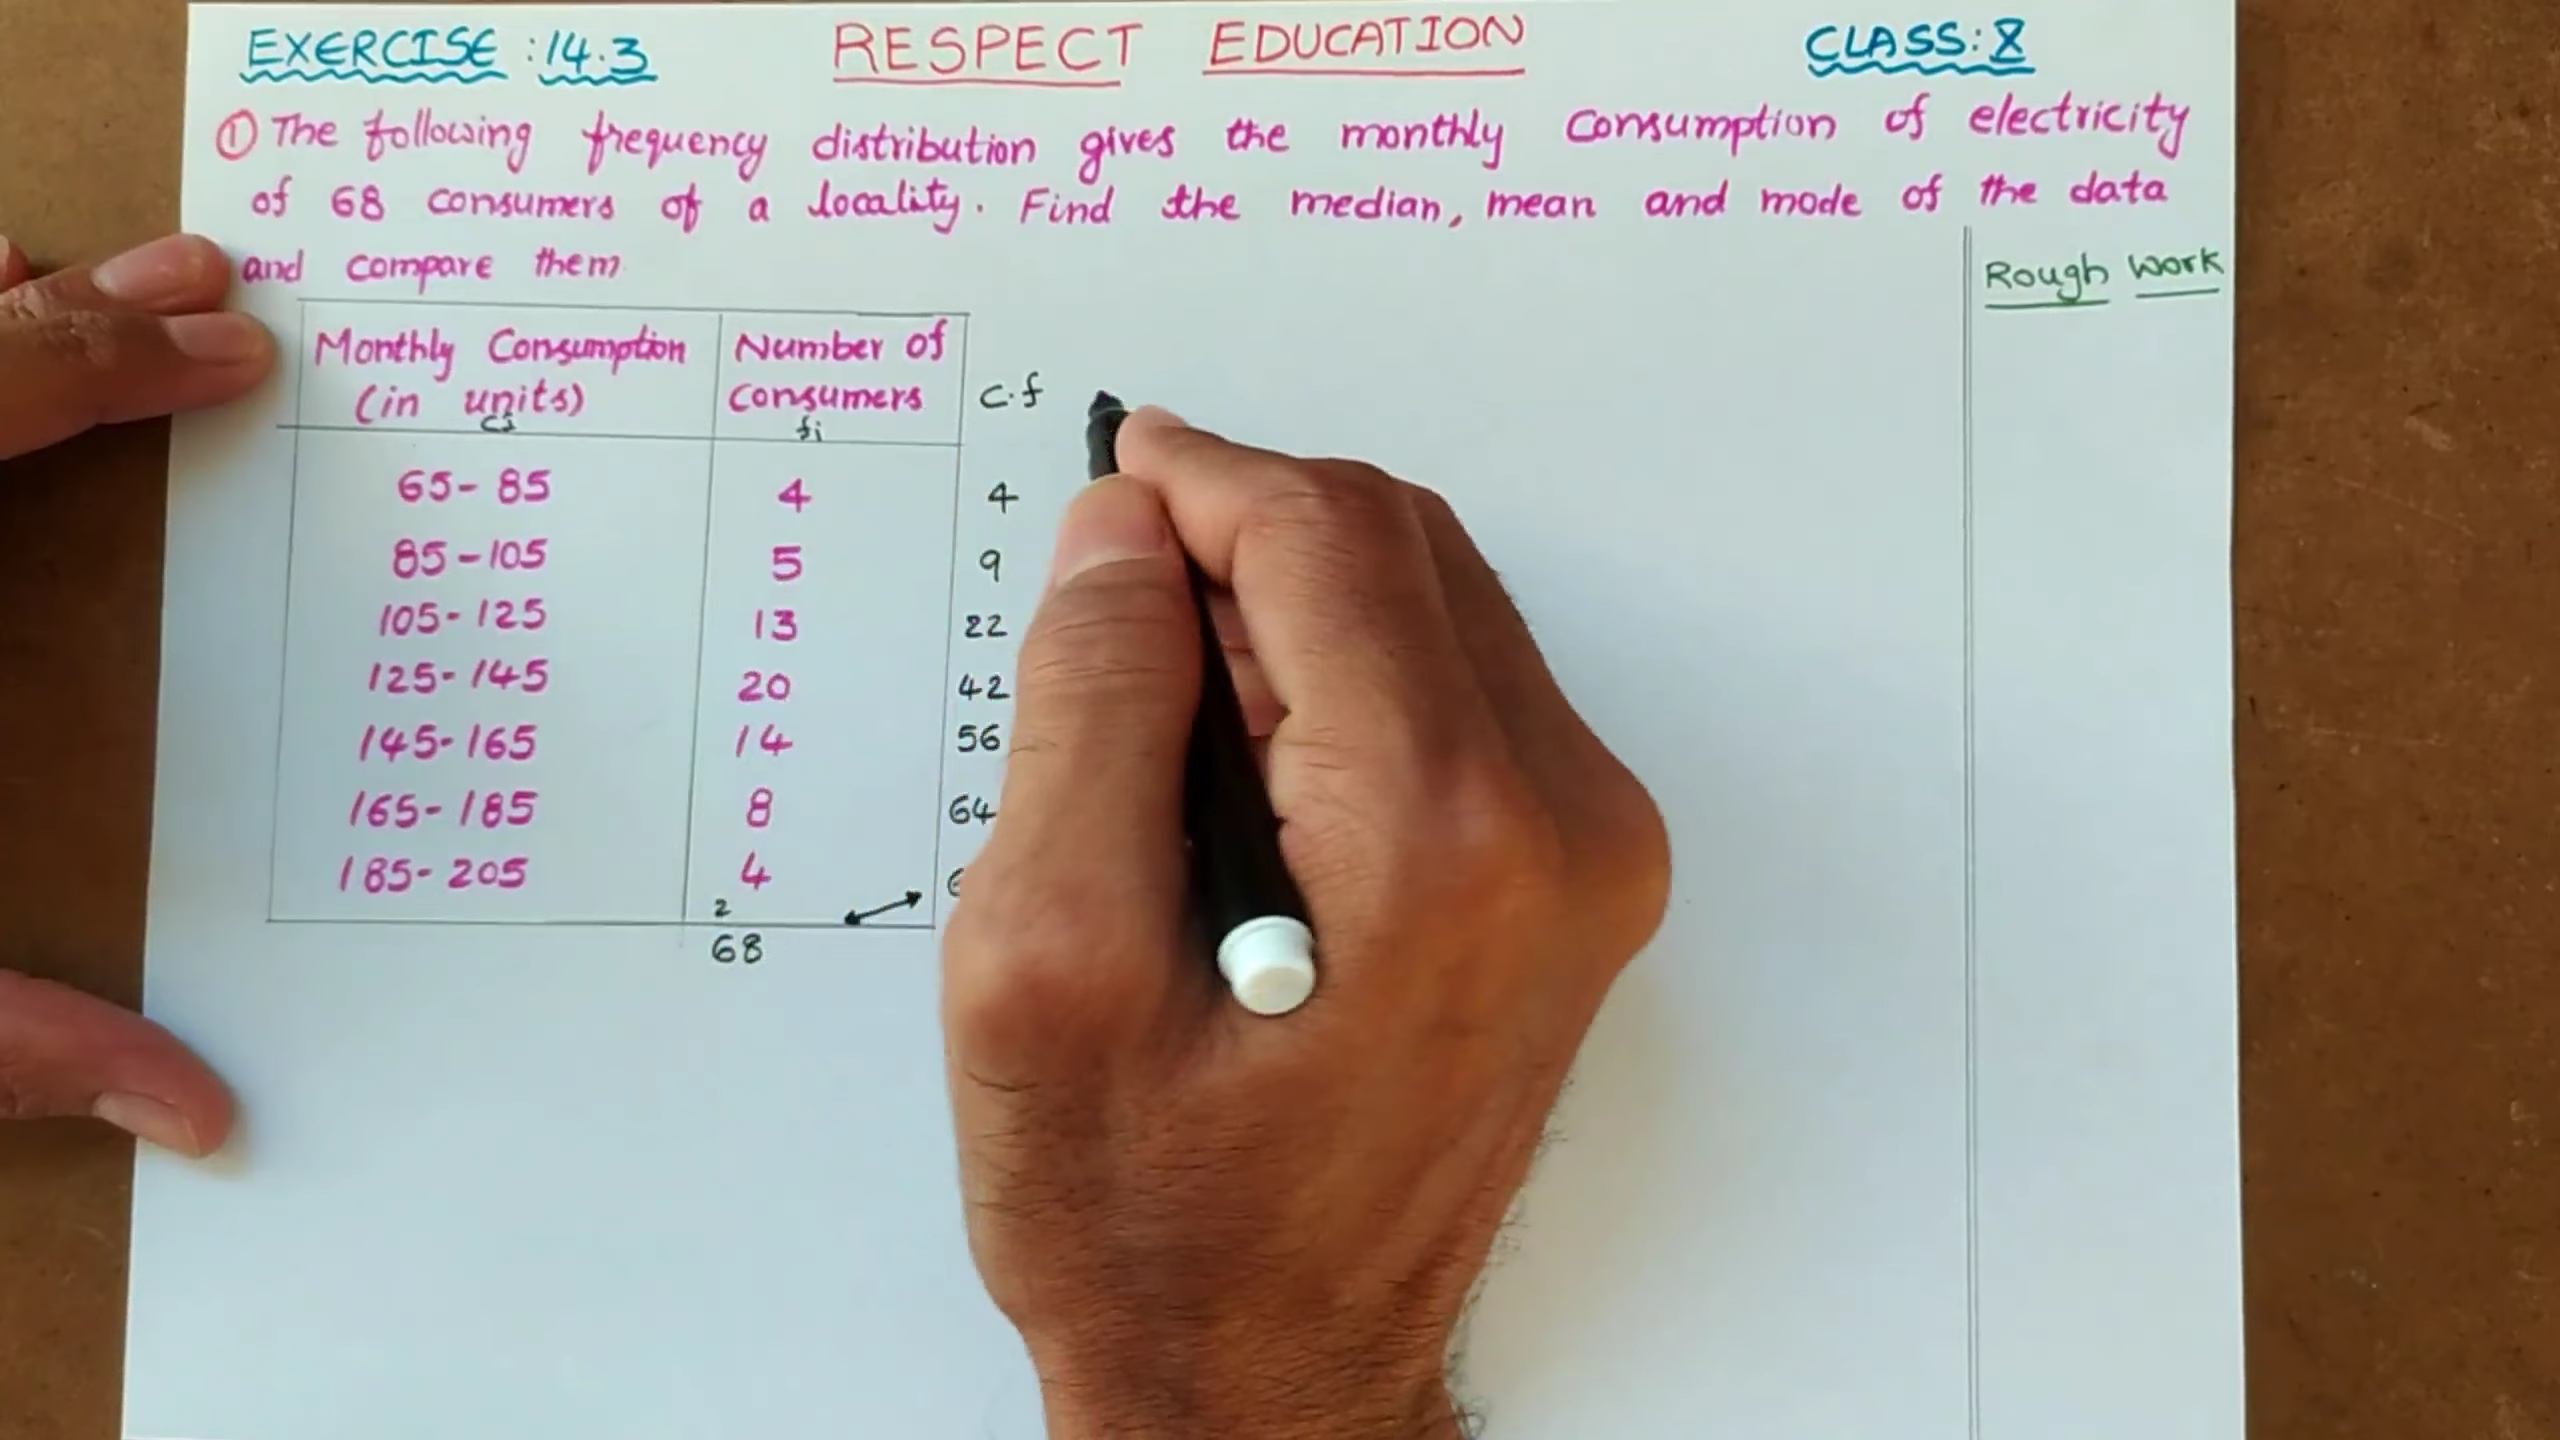 EXERCISE : 14.3 RESPECT EDUCATION CLASS: X
① The following frequency distribution gives the monthly consumption of electricity
of 68 consumers of a locality. Find the median, mean and mode of the data
and compare them
Rough Work
Monthly Consumption (in units) Number of consumers c.f
C.I fi
65-85 4 4
85-105 5 9
105-125 13 22
125-145 20 42
145-165 14 56
165-185 8 64
185-205 4
2
68